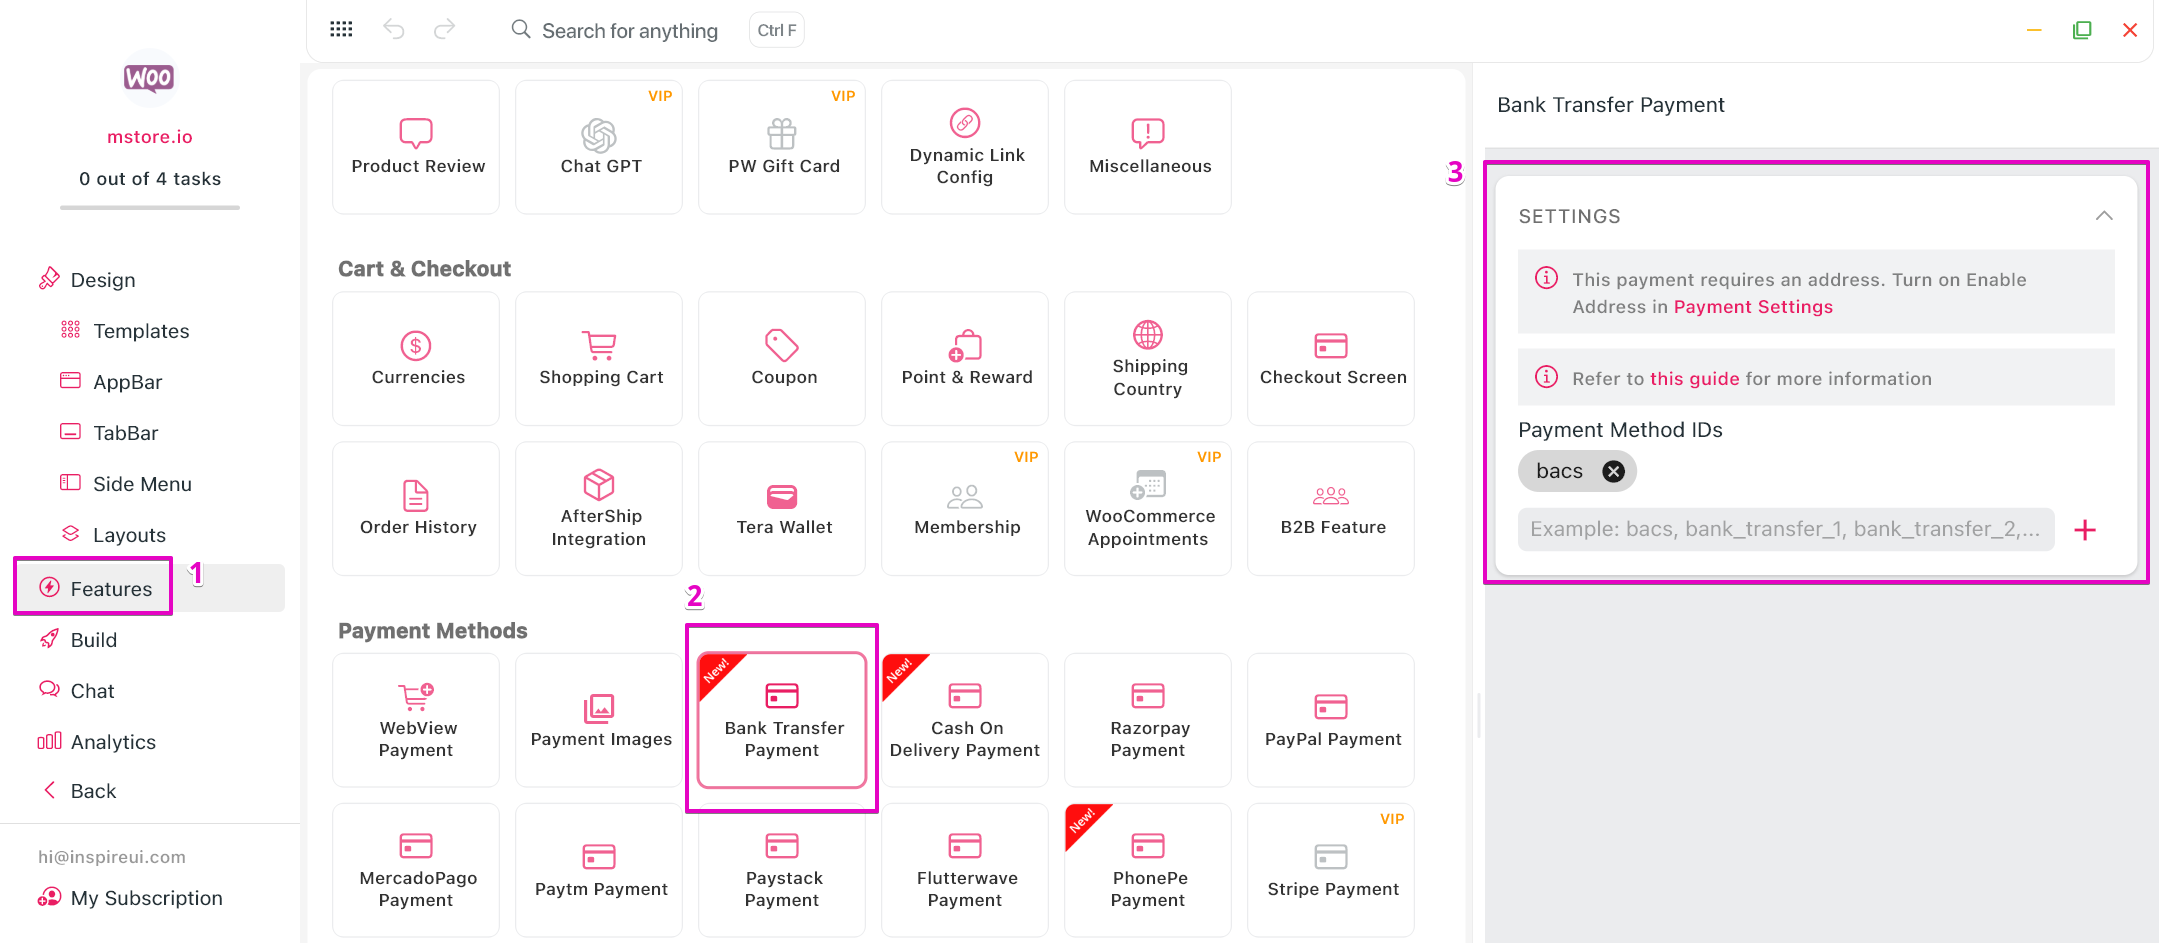 Search for anything
Ctrl F
WOO
mstore.io
0 out of 4 tasks
Design
Templates
AppBar
TabBar
Side Menu
Layouts
Features
1
Build
Chat
Analytics
Back
hi@inspireui.com
My Subscription
Product Review
VIP
Chat GPT
VIP
PW Gift Card
Dynamic Link
Config
Miscellaneous
Cart & Checkout
Currencies
Shopping Cart
Coupon
Point & Reward
Shipping
Country
Checkout Screen
Order History
AfterShip
Integration
Tera Wallet
VIP
Membership
VIP
WooCommerce
Appointments
B2B Feature
2
Payment Methods
WebView
Payment
Payment Images
New!
Bank Transfer
Payment
New!
Cash On
Delivery Payment
Razorpay
Payment
PayPal Payment
MercadoPago
Payment
Paytm Payment
Paystack
Payment
Flutterwave
Payment
New!
PhonePe
Payment
VIP
Stripe Payment
Bank Transfer Payment
3
SETTINGS
This payment requires an address. Turn on Enable
Address in Payment Settings
Refer to this guide for more information
Payment Method IDs
bacs
Example: bacs, bank_transfer_1, bank_transfer_2,...